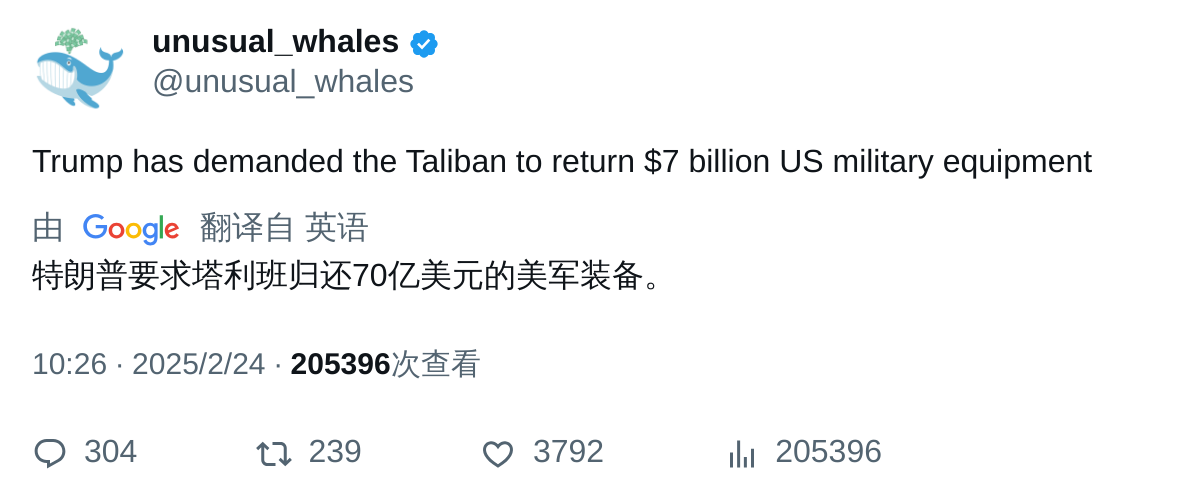 unusual_whales
@unusual_whales
Trump has demanded the Taliban to return $7 billion US military equipment
由 Google 翻译自 英语
特朗普要求塔利班归还70亿美元的美军装备。
10:26 · 2025/2/24 · 205396次查看
304 239 3792 205396